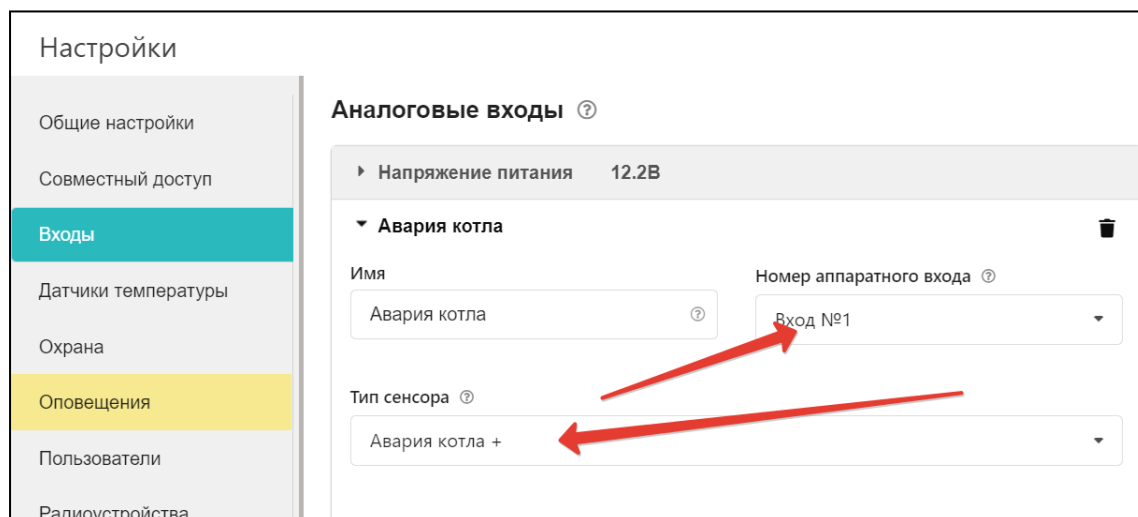 Настройки
Общие настройки
Совместный доступ
Входы
Датчики температуры
Охрана
Оповещения
Пользователи
Радиоустройства
Аналоговые входы ?
Напряжение питания 12.2В
Авария котла
Имя
Авария котла ?
Номер аппаратного входа ?
Вход №1
Тип сенсора ?
Авария котла +